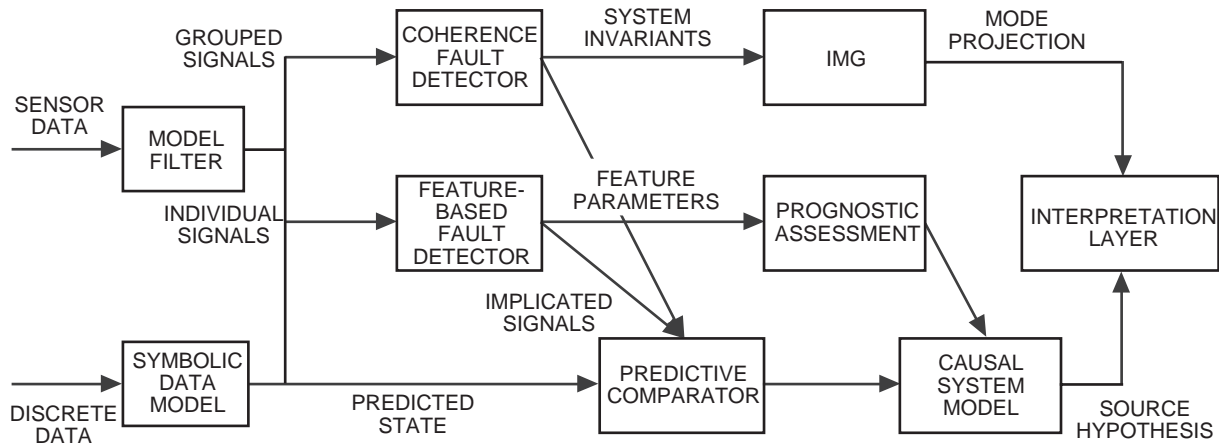 GROUPED
SIGNALS
COHERENCE
FAULT
DETECTOR
SYSTEM
INVARIANTS
IMG
MODE
PROJECTION
SENSOR
DATA
MODEL
FILTER
INDIVIDUAL
SIGNALS
FEATURE-
BASED
FAULT
DETECTOR
FEATURE
PARAMETERS
PROGNOSTIC
ASSESSMENT
INTERPRETATION
LAYER
IMPLICATED
SIGNALS
DISCRETE
DATA
SYMBOLIC
DATA
MODEL
PREDICTED
STATE
PREDICTIVE
COMPARATOR
CAUSAL
SYSTEM
MODEL
SOURCE
HYPOTHESIS